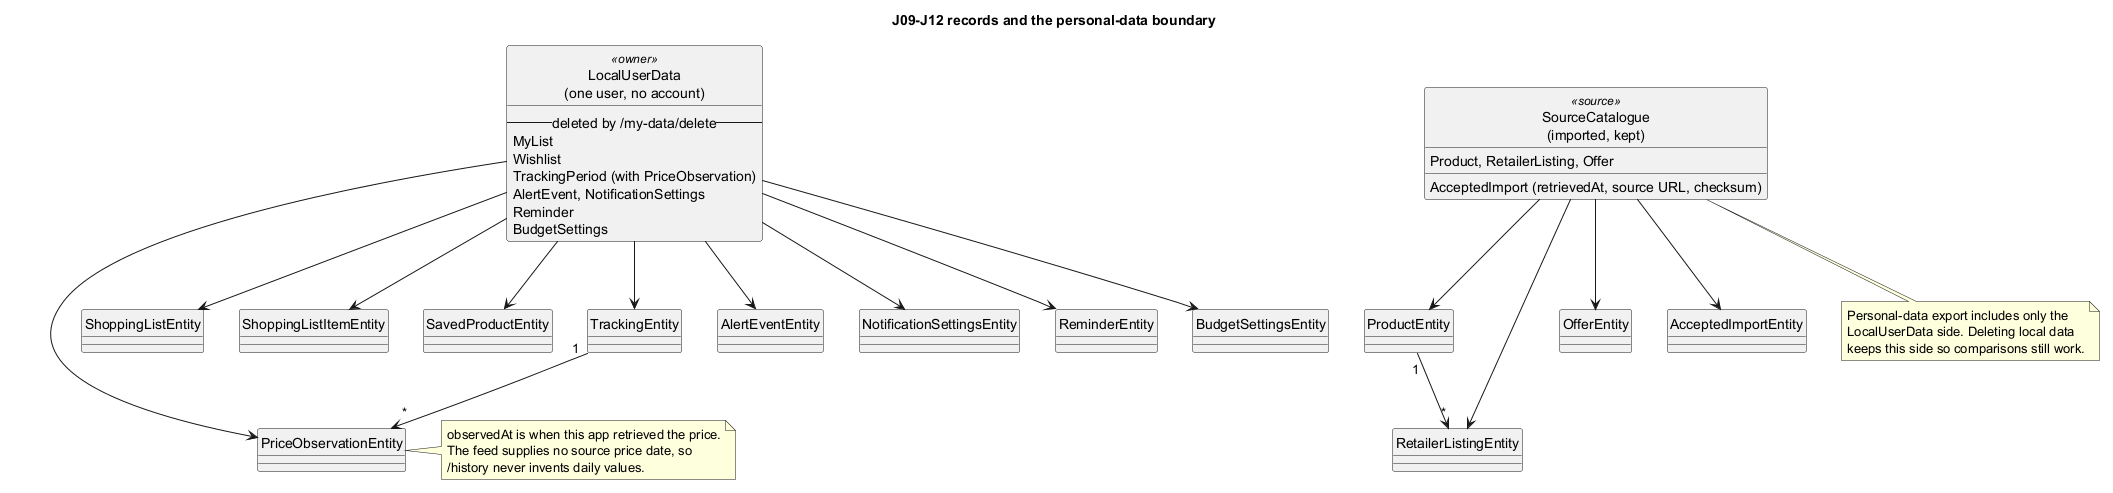 J09-J12 records and the personal-data boundary
«owner»
LocalUserData
(one user, no account)
deleted by /my-data/delete
MyList
Wishlist
TrackingPeriod (with PriceObservation)
AlertEvent, NotificationSettings
Reminder
BudgetSettings
«source»
SourceCatalogue
(imported, kept)
Product, RetailerListing, Offer
AcceptedImport (retrievedAt, source URL, checksum)
ShoppingListEntity
ShoppingListItemEntity
SavedProductEntity
TrackingEntity
AlertEventEntity
NotificationSettingsEntity
ReminderEntity
BudgetSettingsEntity
ProductEntity
OfferEntity
AcceptedImportEntity
Personal-data export includes only the
LocalUserData side. Deleting local data
keeps this side so comparisons still work.
1
*
1
*
PriceObservationEntity
observedAt is when this app retrieved the price.
The feed supplies no source price date, so
/history never invents daily values.
RetailerListingEntity